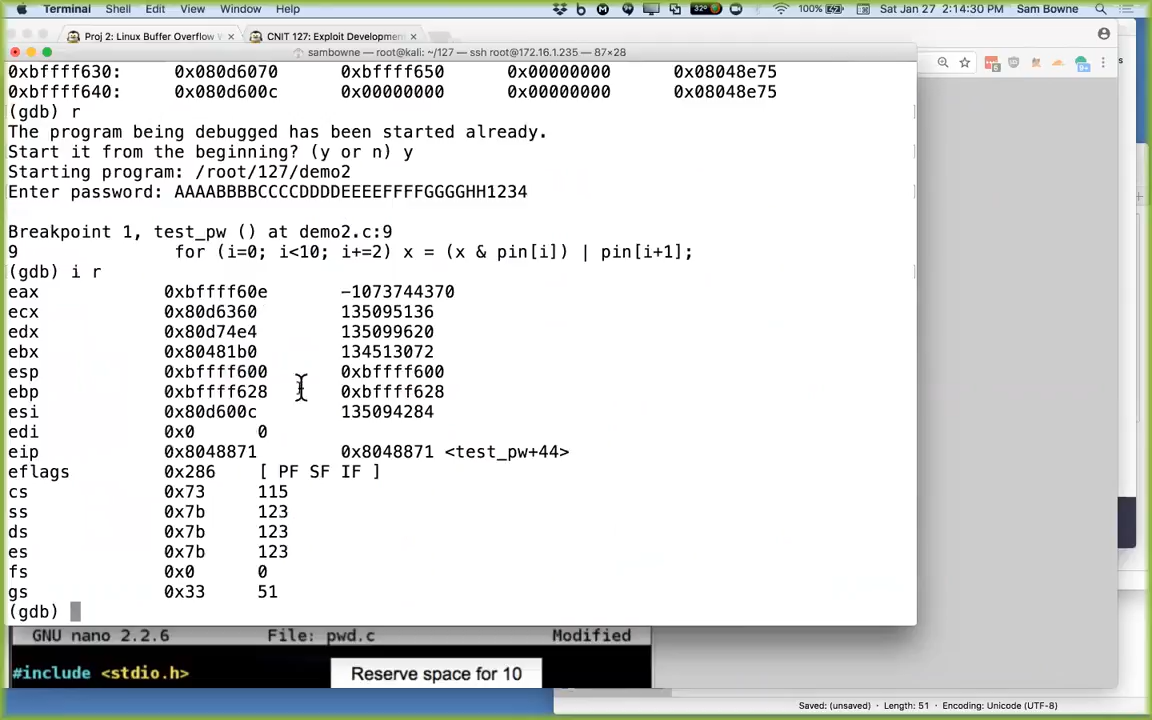 Terminal Shell Edit View Window Help 32° 100% Sat Jan 27 2:14:30 PM Sam Bowne
Proj 2: Linux Buffer Overflow W × CNIT 127: Exploit Developmen ×
sambowne — root@kali: ~/127 — ssh root@172.16.1.235 — 87×28
0xbffff630: 0x080d6070 0xbffff650 0x00000000 0x08048e75
0xbffff640: 0x080d600c 0x00000000 0x00000000 0x08048e75
(gdb) r
The program being debugged has been started already.
Start it from the beginning? (y or n) y
Starting program: /root/127/demo2
Enter password: AAAABBBBCCCCDDDDEEEEFFFFGGGGHH1234
Breakpoint 1, test_pw () at demo2.c:9
9 for (i=0; i<10; i+=2) x = (x & pin[i]) | pin[i+1];
(gdb) i r
eax 0xbffff60e -1073744370
ecx 0x80d6360 135095136
edx 0x80d74e4 135099620
ebx 0x80481b0 134513072
esp 0xbffff600 0xbffff600
ebp 0xbffff628 0xbffff628
esi 0x80d600c 135094284
edi 0x0 0
eip 0x8048871 0x8048871 <test_pw+44>
eflags 0x286 [ PF SF IF ]
cs 0x73 115
ss 0x7b 123
ds 0x7b 123
es 0x7b 123
fs 0x0 0
gs 0x33 51
(gdb)
GNU nano 2.2.6 File: pwd.c Modified
#include <stdio.h>
Reserve space for 10
Saved: (unsaved) · Length: 51 · Encoding: Unicode (UTF-8)